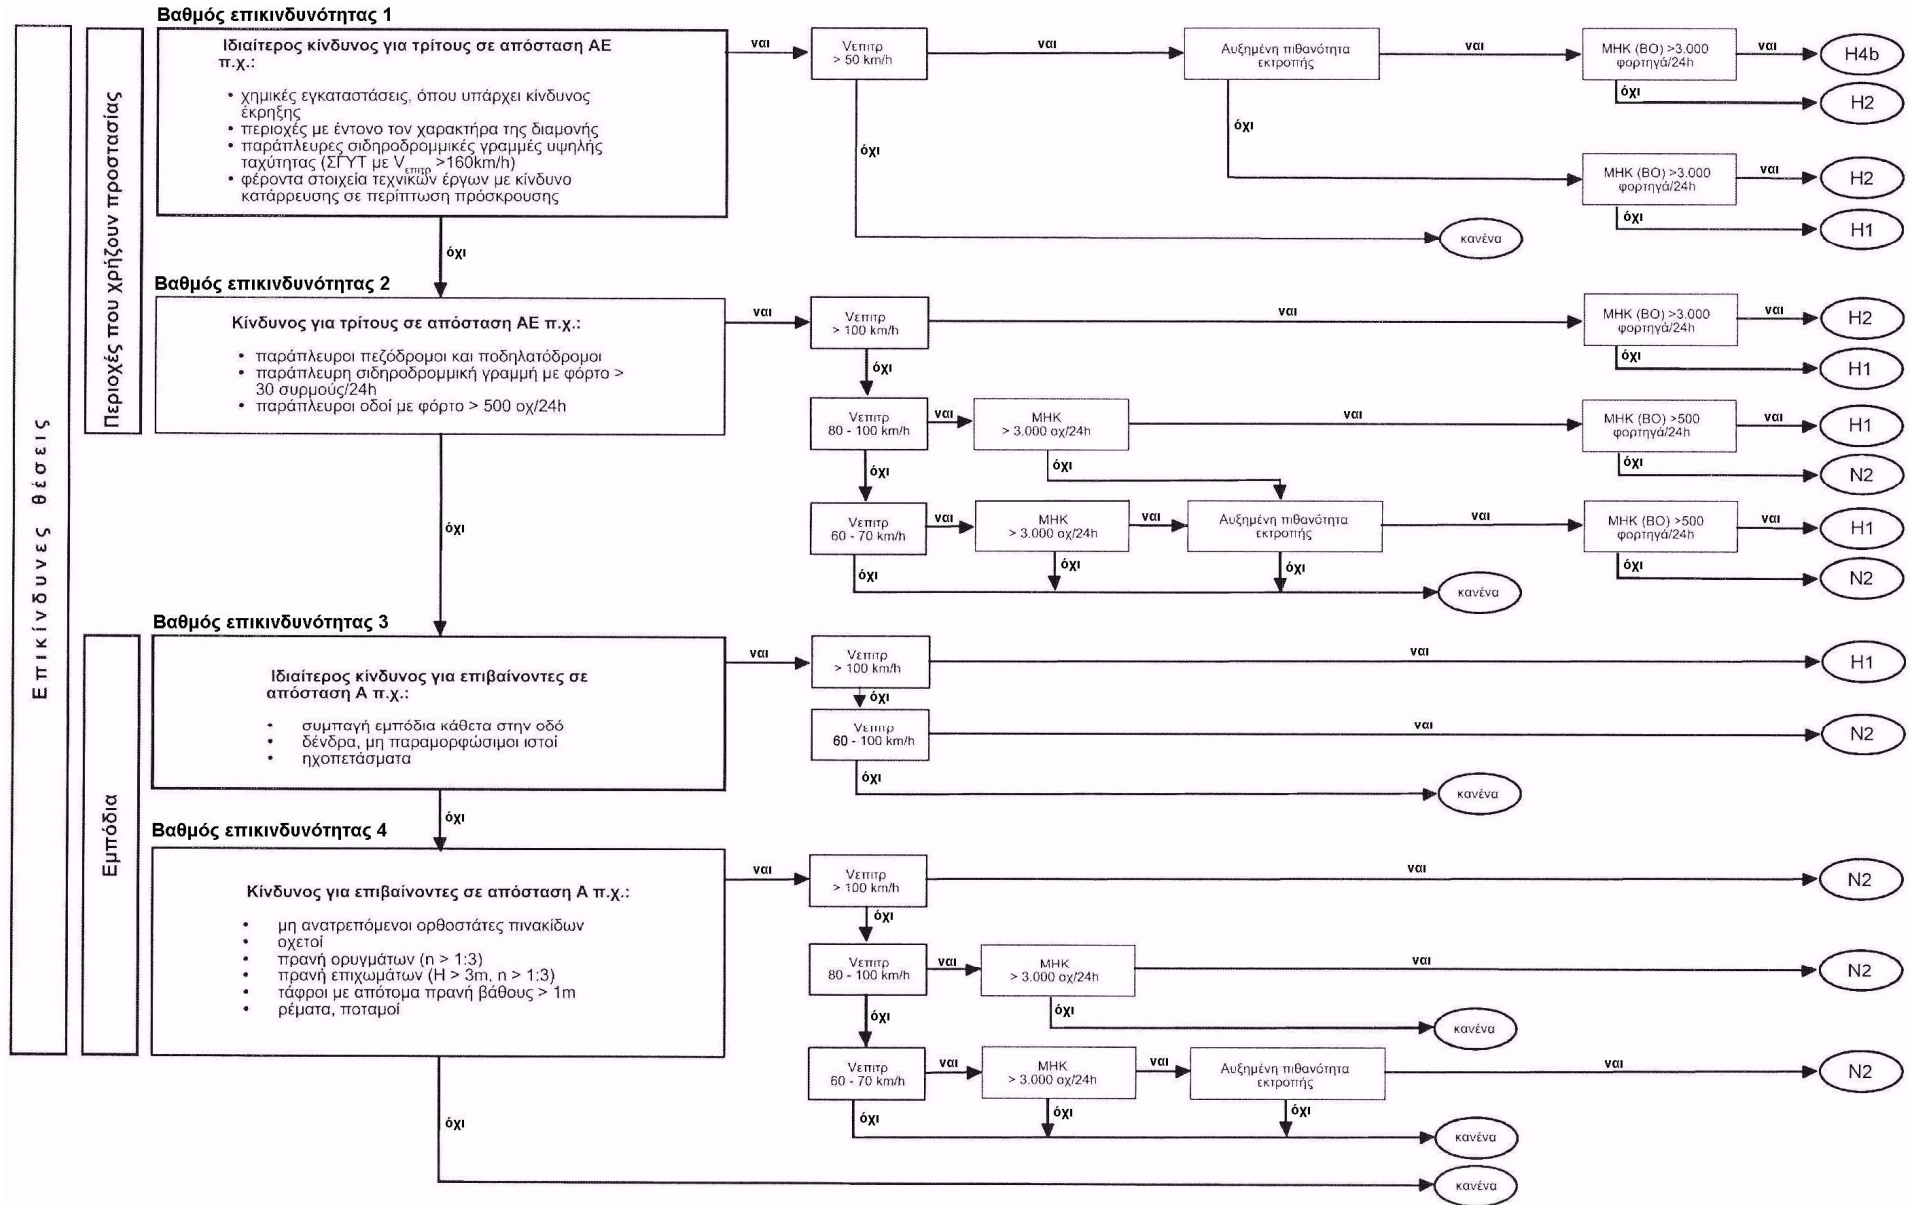 Επικίνδυνες θέσεις
Περιοχές που χρήζουν προστασίας
Βαθμός επικινδυνότητας 1
Ιδιαίτερος κίνδυνος για τρίτους σε απόσταση ΑΕ
π.χ.:
• χημικές εγκαταστάσεις, όπου υπάρχει κίνδυνος
έκρηξης
• περιοχές με έντονο τον χαρακτήρα της διαμονής
• παράπλευρες σιδηροδρομμικές γραμμές υψηλής
ταχύτητας (ΣΓΥΤ με Vεπιτρ >160km/h)
• φέροντα στοιχεία τεχνικών έργων με κίνδυνο
κατάρρευσης σε περίπτωση πρόσκρουσης
ναι
Vεπιτρ
> 50 km/h
ναι
Αυξημένη πιθανότητα
εκτροπής
ναι
ΜΗΚ (ΒΟ) >3.000
φορτηγά/24h
ναι
H4b
όχι
H2
όχι
ΜΗΚ (ΒΟ) >3.000
φορτηγά/24h
ναι
H2
όχι
H1
όχι
κανένα
όχι
Βαθμός επικινδυνότητας 2
Κίνδυνος για τρίτους σε απόσταση ΑΕ π.χ.:
• παράπλευροι πεζόδρομοι και ποδηλατόδρομοι
• παράπλευρη σιδηροδρομμική γραμμή με φόρτο >
30 συρμούς/24h
• παράπλευροι οδοί με φόρτο > 500 οχ/24h
ναι
Vεπιτρ
> 100 km/h
ναι
ΜΗΚ (ΒΟ) >3.000
φορτηγά/24h
ναι
H2
όχι
H1
όχι
Vεπιτρ
80 - 100 km/h
ναι
ΜΗΚ
> 3.000 οχ/24h
ναι
ΜΗΚ (ΒΟ) >500
φορτηγά/24h
ναι
H1
όχι
N2
όχι
όχι
Vεπιτρ
60 - 70 km/h
ναι
ΜΗΚ
> 3.000 οχ/24h
ναι
Αυξημένη πιθανότητα
εκτροπής
ναι
ΜΗΚ (ΒΟ) >500
φορτηγά/24h
ναι
H1
όχι
N2
όχι
όχι
όχι
κανένα
όχι
Εμπόδια
Βαθμός επικινδυνότητας 3
Ιδιαίτερος κίνδυνος για επιβαίνοντες σε
απόσταση Α π.χ.:
• συμπαγή εμπόδια κάθετα στην οδό
• δένδρα, μη παραμορφώσιμοι ιστοί
• ηχοπετάσματα
ναι
Vεπιτρ
> 100 km/h
ναι
H1
όχι
Vεπιτρ
60 - 100 km/h
ναι
N2
όχι
κανένα
όχι
Βαθμός επικινδυνότητας 4
Κίνδυνος για επιβαίνοντες σε απόσταση Α π.χ.:
• μη ανατρεπόμενοι ορθοστάτες πινακίδων
• οχετοί
• πρανή ορυγμάτων (n > 1:3)
• πρανή επιχωμάτων (H > 3m, n > 1:3)
• τάφροι με απότομα πρανή βάθους > 1m
• ρέματα, ποταμοί
ναι
Vεπιτρ
> 100 km/h
ναι
N2
όχι
Vεπιτρ
80 - 100 km/h
ναι
ΜΗΚ
> 3.000 οχ/24h
ναι
N2
όχι
κανένα
όχι
Vεπιτρ
60 - 70 km/h
ναι
ΜΗΚ
> 3.000 οχ/24h
ναι
Αυξημένη πιθανότητα
εκτροπής
ναι
N2
όχι
όχι
όχι
κανένα
όχι
κανένα